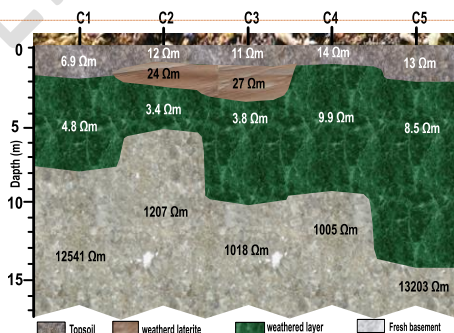 C1 C2 C3 C4 C5
0
12 Ωm 11 Ωm 14 Ωm
6.9 Ωm 13 Ωm
24 Ωm
27 Ωm
3.4 Ωm
3.8 Ωm 9.9 Ωm
4.8 Ωm 8.5 Ωm
5
Dapth (m)
10
1207 Ωm
1005 Ωm
12541 Ωm 1018 Ωm
15
13203 Ωm
Topsoil weatherd laterite weathered layer Fresh basement